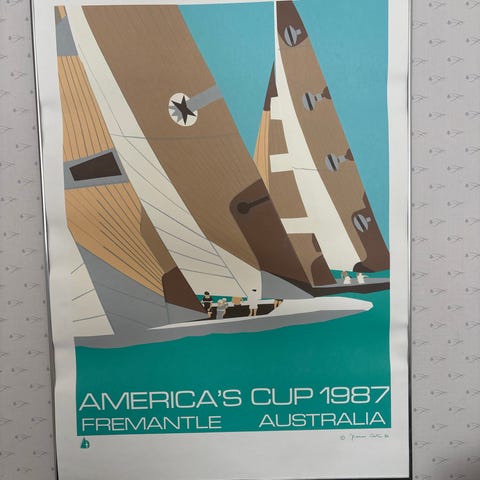 AMERICA'S CUP 1987
FREMANTLE AUSTRALIA
©